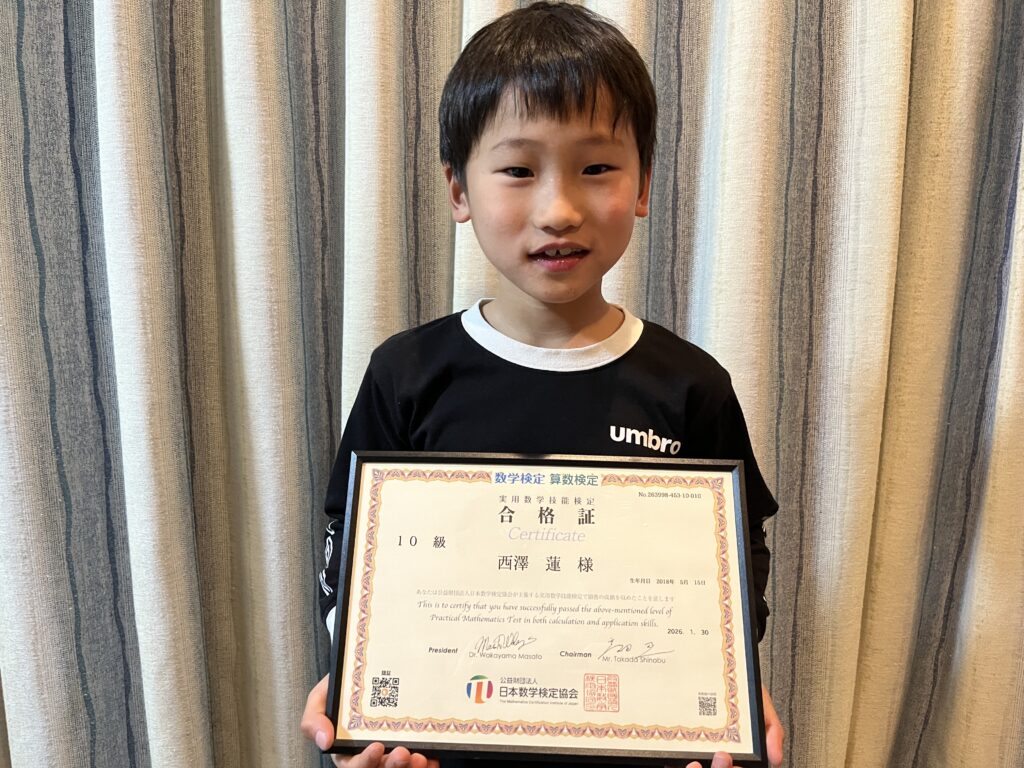 umbro
数学検定 算数検定
No.263998-453-10-010
実用数学技能検定
合格証
Certificate
10 級
西澤 蓮 様
生年月日 2018年 5月 15日
あなたは公益財団法人日本数学検定協会が主催する実用数学技能検定で頭書の成績を収めたことを証します
This is to certify that you have successfully passed the above-mentioned level of
Practical Mathematics Test in both calculation and application skills.
2026. 1. 30
President Dr. Wakayama Masato Chairman Mr. Takada Shinobu
公益財団法人
日本数学検定協会
The Mathematics Certification Institute of Japan